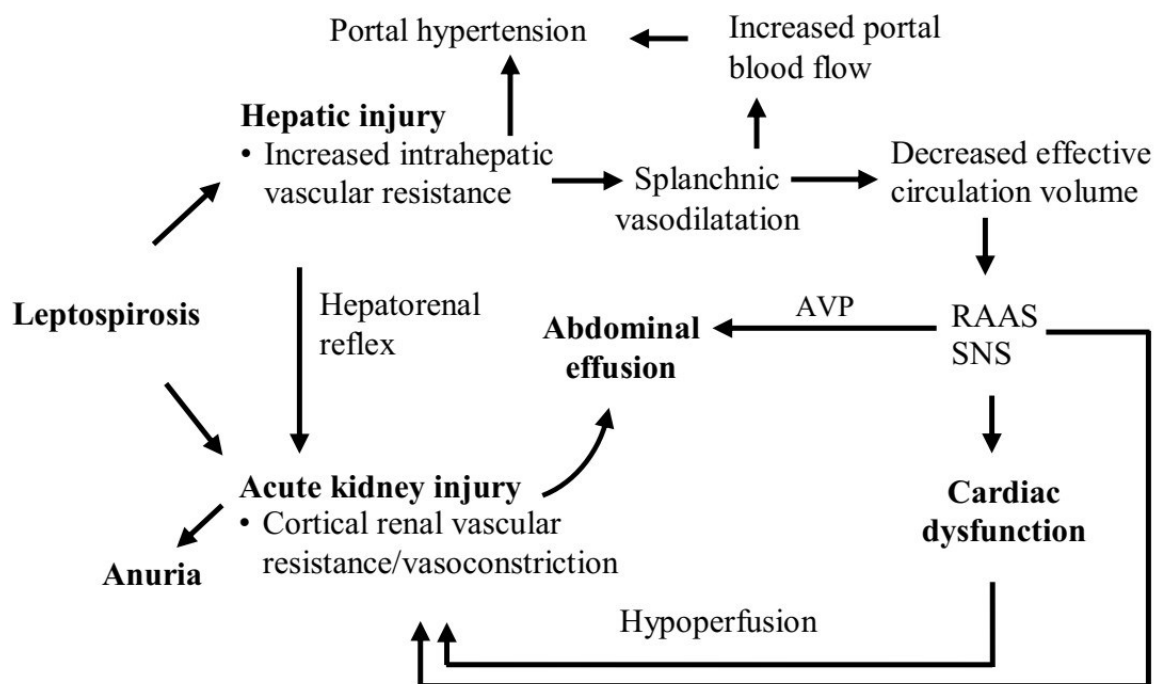 Portal hypertension
Increased portal
blood flow
Hepatic injury
• Increased intrahepatic
vascular resistance
Splanchnic
vasodilatation
Decreased effective
circulation volume
Leptospirosis
Hepatorenal
reflex
Abdominal
effusion
AVP
RAAS
SNS
Acute kidney injury
• Cortical renal vascular
resistance/vasoconstriction
Anuria
Cardiac
dysfunction
Hypoperfusion